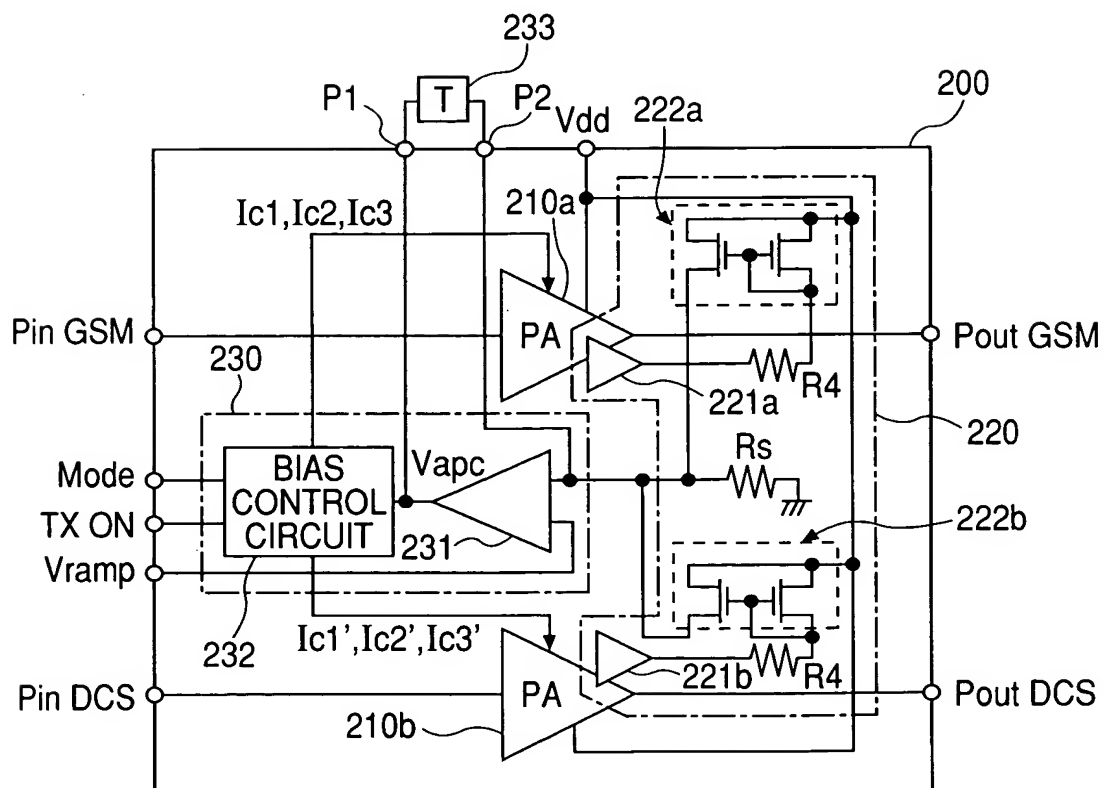 233
P1
T
P2
Vdd
222a
200
210a
Ic1,Ic2,Ic3
PA
Pin GSM
Pout GSM
R4
221a
230
220
Rs
Mode
BIAS
CONTROL
CIRCUIT
Vapc
TX ON
231
222b
Vramp
Ic1',Ic2',Ic3'
232
PA
221b
R4
Pin DCS
Pout DCS
210b